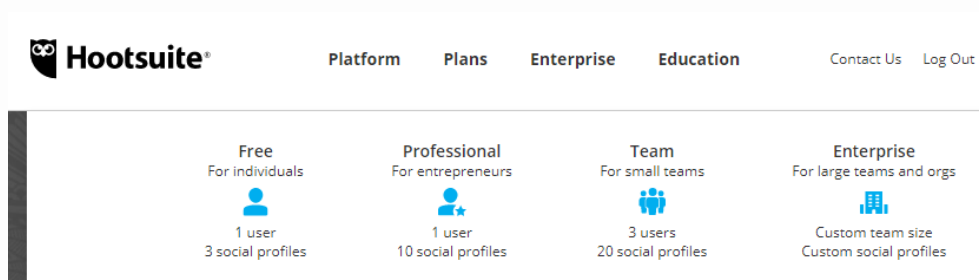 Hootsuite®
Platform Plans Enterprise Education Contact Us Log Out
Free Professional Team Enterprise
For individuals For entrepreneurs For small teams For large teams and orgs
1 user 1 user 3 users Custom team size
3 social profiles 10 social profiles 20 social profiles Custom social profiles